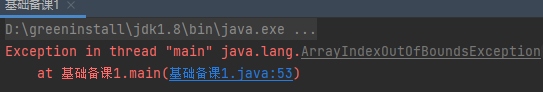 基础备课1 ×
D:\greeninstall\jdk1.8\bin\java.exe ...
Exception in thread "main" java.lang.ArrayIndexOutOfBoundsException
at 基础备课1.main(基础备课1.java:53)